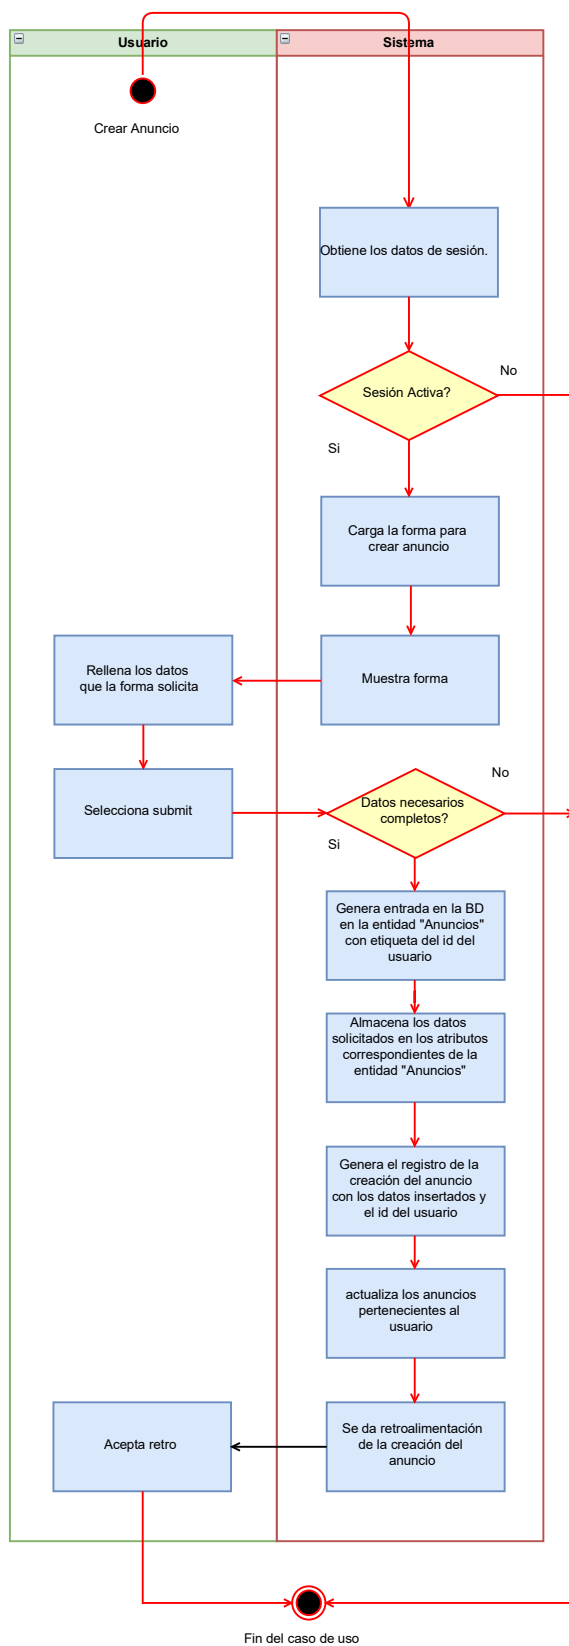 Usuario
Sistema
Crear Anuncio
Obtiene los datos de sesión.
No
Sesión Activa?
Si
Carga la forma para
crear anuncio
Rellena los datos
que la forma solicita
Muestra forma
No
Selecciona submit
Datos necesarios
completos?
Si
Genera entrada en la BD
en la entidad "Anuncios"
con etiqueta del id del
usuario
Almacena los datos
solicitados en los atributos
correspondientes de la
entidad "Anuncios"
Genera el registro de la
creación del anuncio
con los datos insertados y
el id del usuario
actualiza los anuncios
pertenecientes al
usuario
Acepta retro
Se da retroalimentación
de la creación del
anuncio
Fin del caso de uso